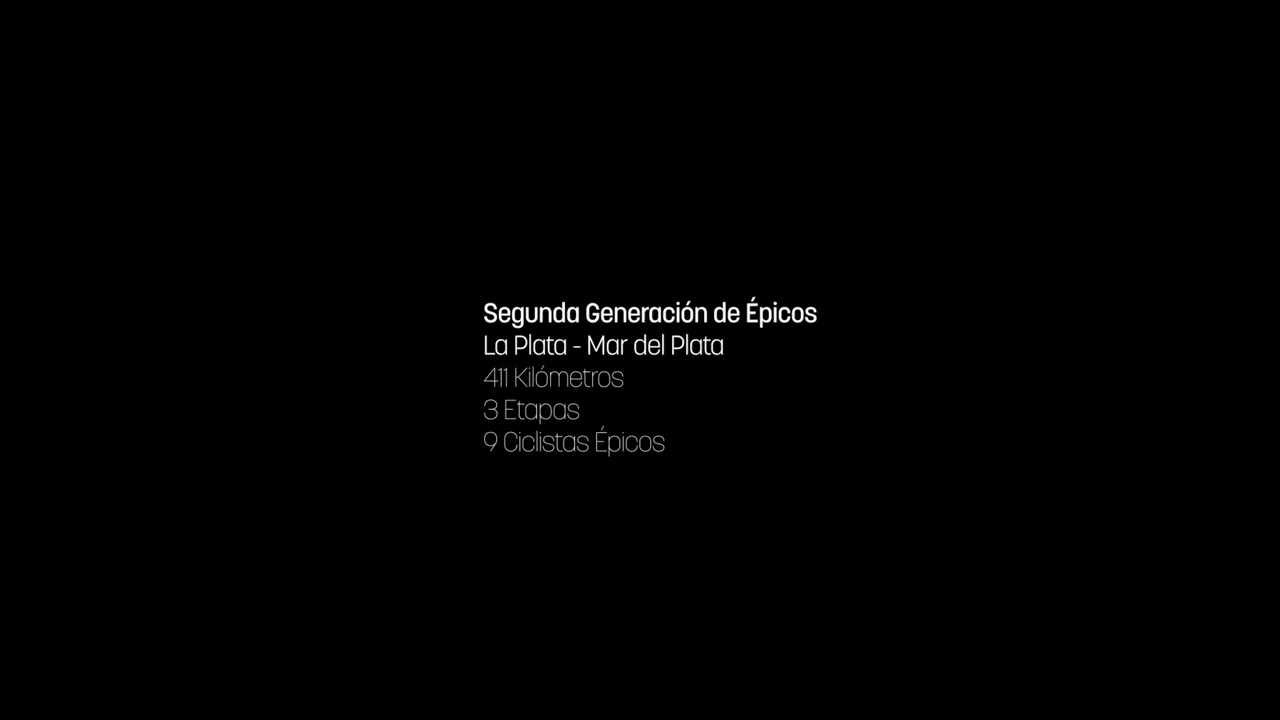 Segunda Generación de Épicos
La Plata - Mar del Plata
411 Kilómetros
3 Etapas
9 Ciclistas Épicos